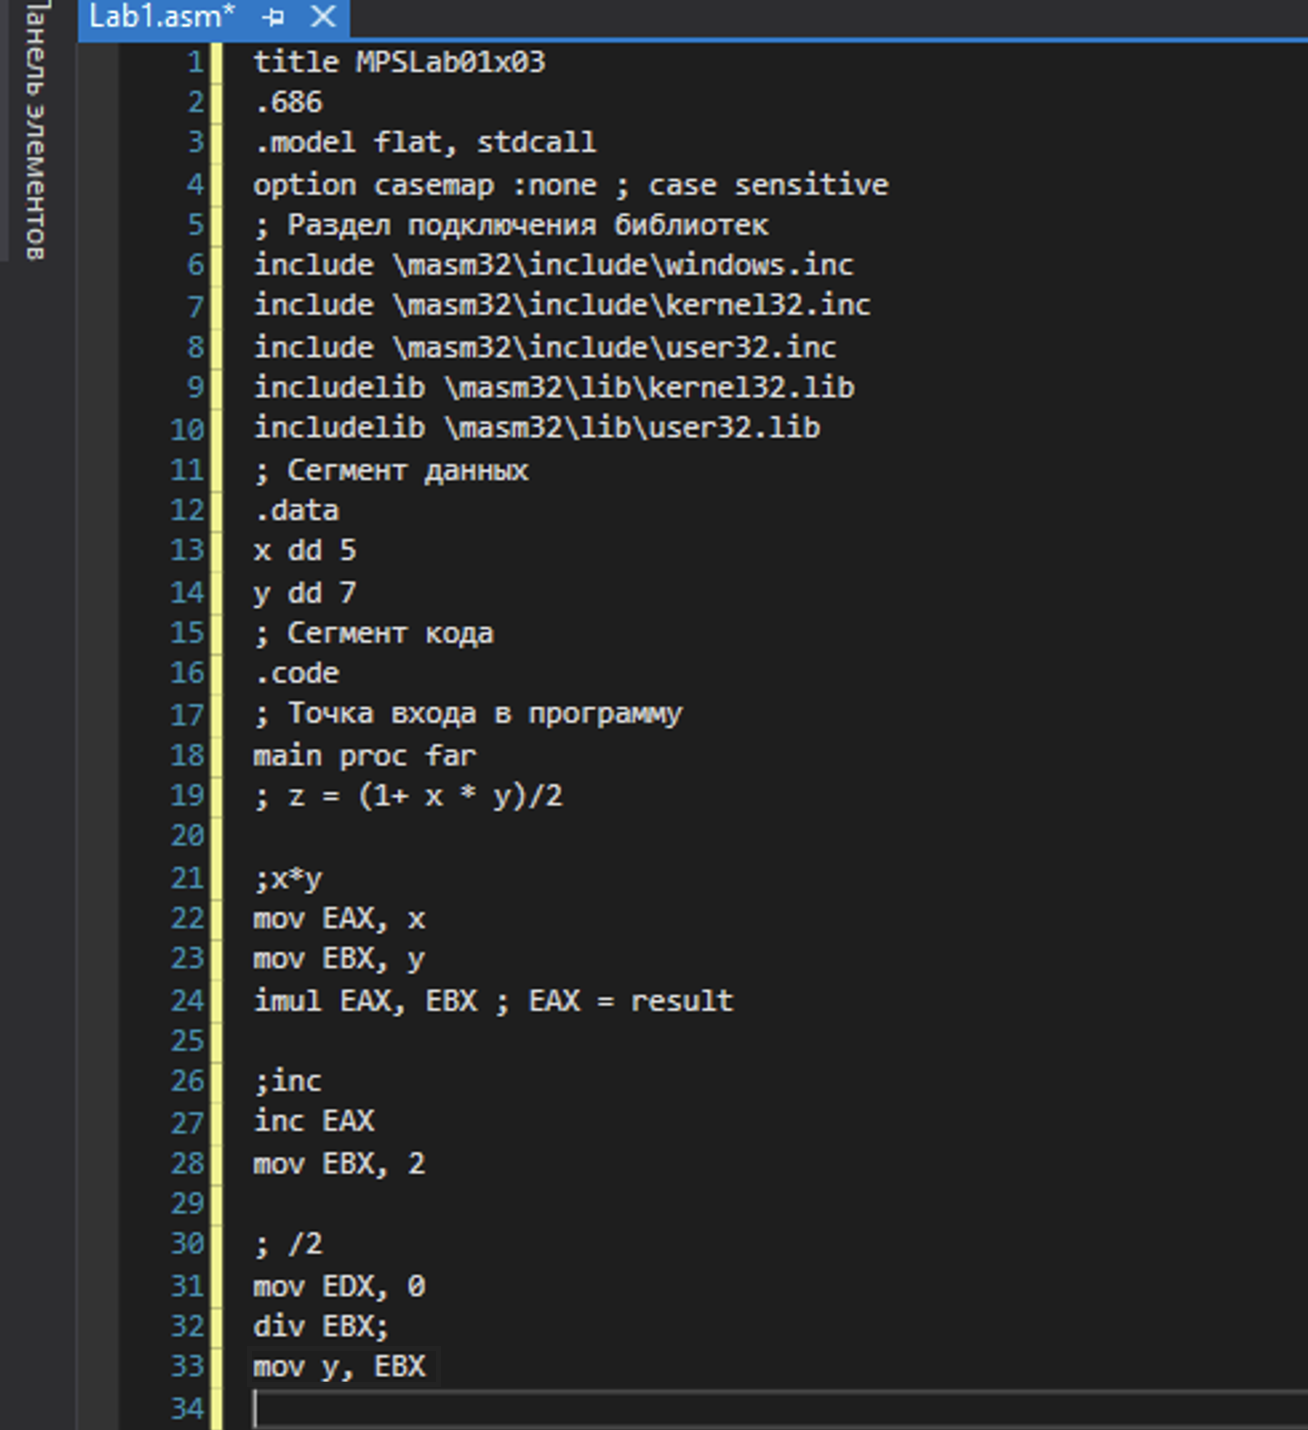 Lab1.asm*
Панель элементов
1 title MPSLab01x03
2 .686
3 .model flat, stdcall
4 option casemap :none ; case sensitive
5 ; Раздел подключения библиотек
6 include \masm32\include\windows.inc
7 include \masm32\include\kernel32.inc
8 include \masm32\include\user32.inc
9 includelib \masm32\lib\kernel32.lib
10 includelib \masm32\lib\user32.lib
11 ; Сегмент данных
12 .data
13 x dd 5
14 y dd 7
15 ; Сегмент кода
16 .code
17 ; Точка входа в программу
18 main proc far
19 ; z = (1+ x * y)/2
20
21 ;x*y
22 mov EAX, x
23 mov EBX, y
24 imul EAX, EBX ; EAX = result
25
26 ;inc
27 inc EAX
28 mov EBX, 2
29
30 ; /2
31 mov EDX, 0
32 div EBX;
33 mov y, EBX
34